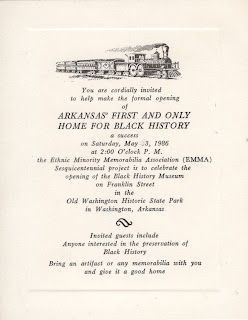 You are cordially invited
to help make the formal opening
of
ARKANSAS' FIRST AND ONLY
HOME FOR BLACK HISTORY
a success
on Saturday, May 3, 1986
at 2:00 O'clock P. M.
the Ethnic Minority Memorabilia Association (EMMA)
Sesquicentennial project is to celebrate the
opening of the Black History Museum
on Franklin Street
in the
Old Washington Historic State Park
in Washington, Arkansas
Invited guests include
Anyone interested in the preservation of
Black History
Bring an artifact or any memorabilia with you
and give it a good home